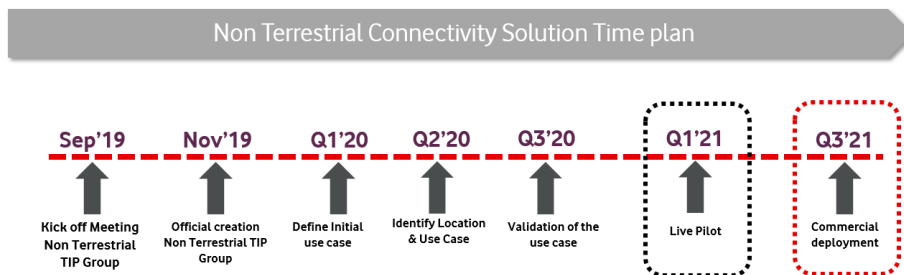 Non Terrestrial Connectivity Solution Time plan
Sep'19
Nov'19
Q1'20
Q2'20
Q3'20
Q1'21
Q3'21
Kick off Meeting
Non Terrestrial
TIP Group
Official creation
Non Terrestrial TIP
Group
Define Initial
use case
Identify Location
& Use Case
Validation of the
use case
Live Pilot
Commercial
deployment